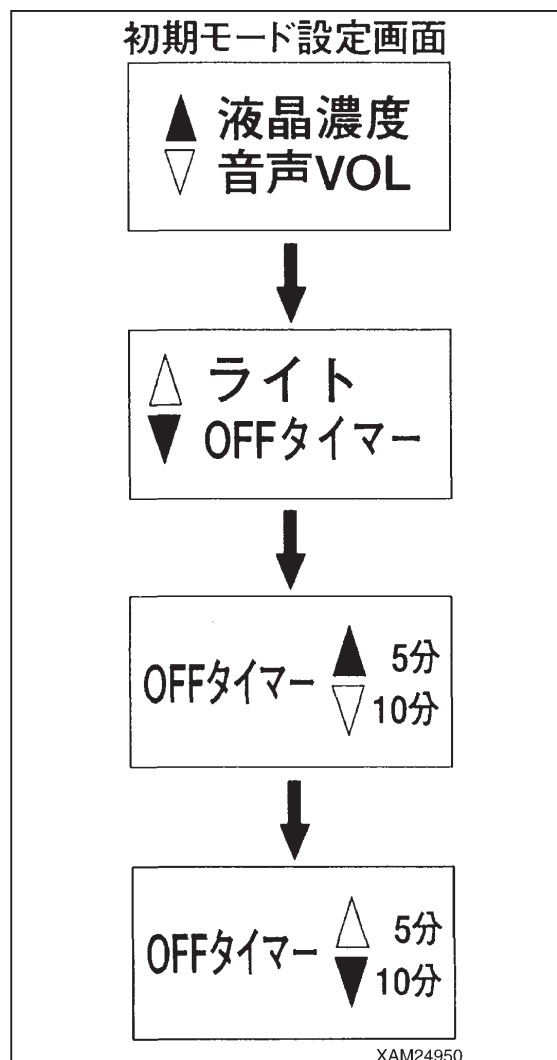 初期モード設定画面
▲ 液晶濃度
▽ 音声VOL
△ ライト
▼ OFFタイマー
OFFタイマー ▲ 5分
▽ 10分
OFFタイマー △ 5分
▼ 10分
XAM24950